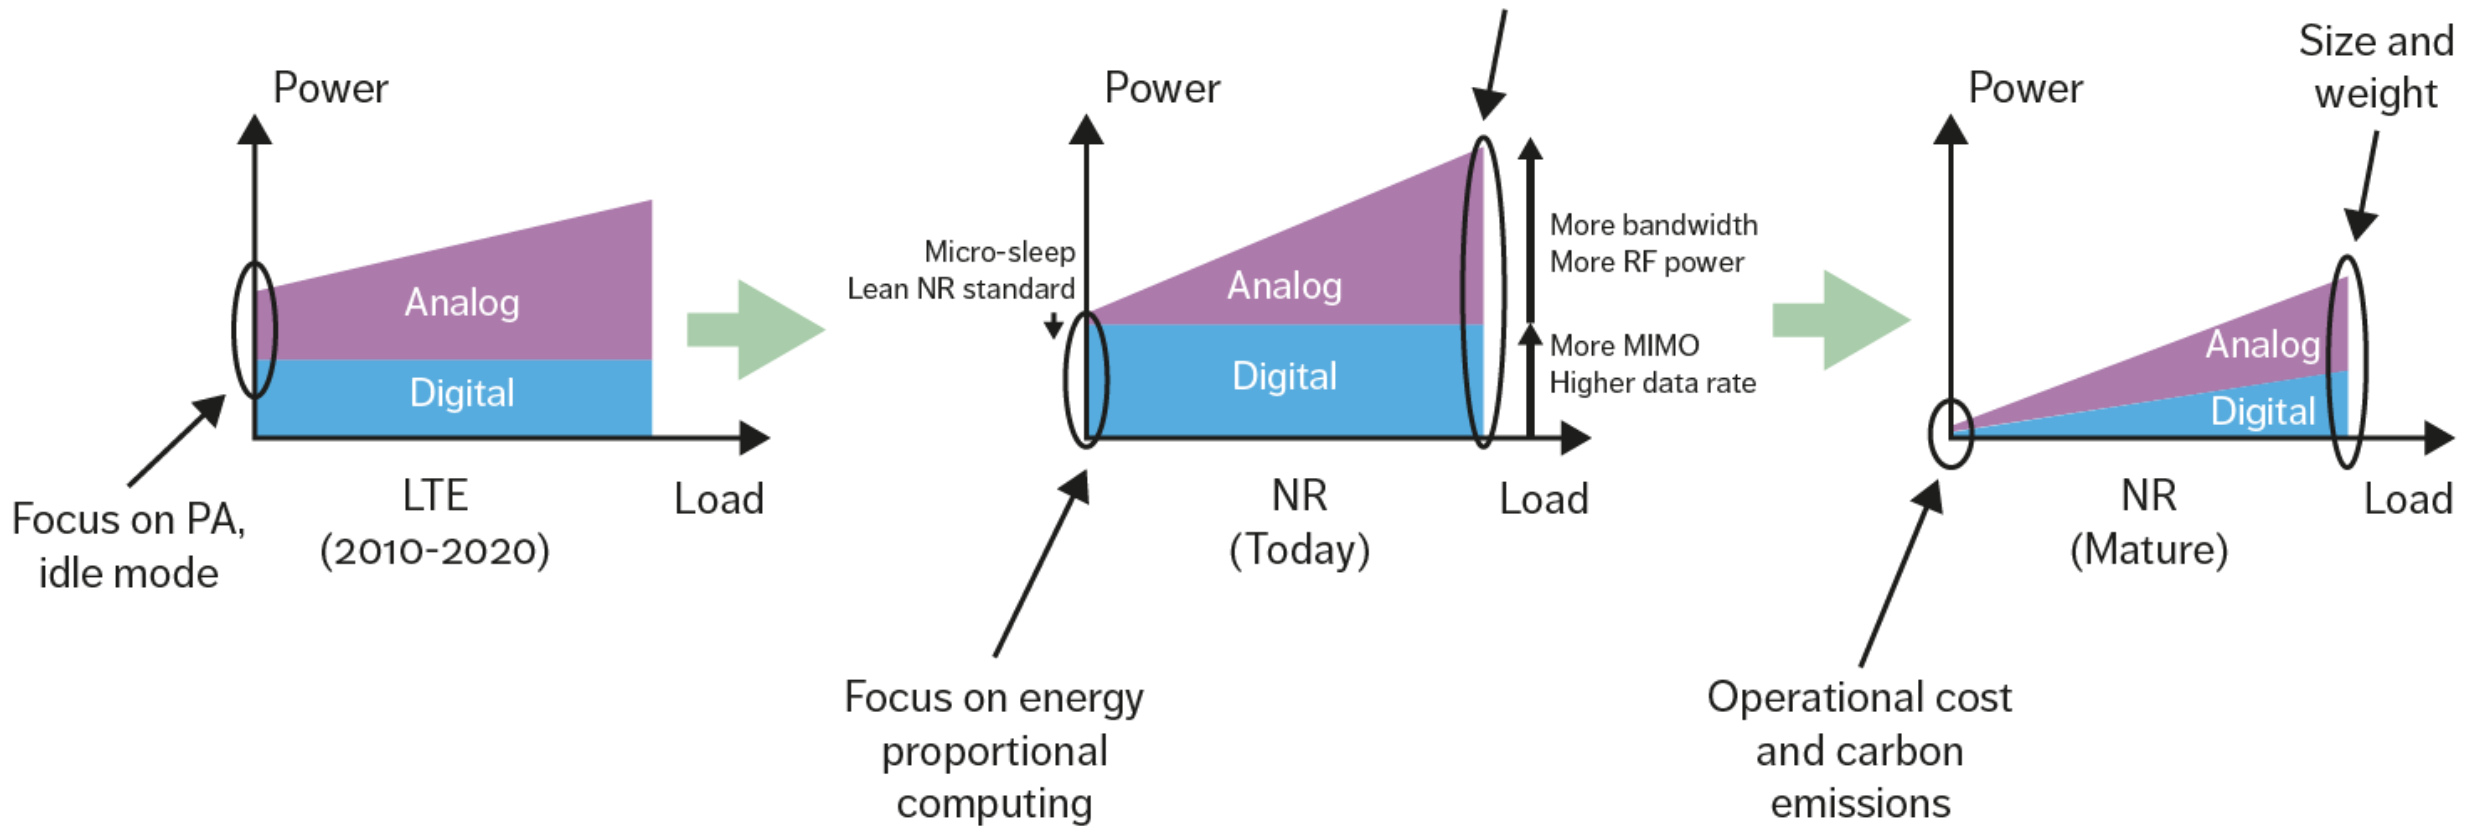 Power
Analog
Digital
LTE
(2010-2020)
Load
Focus on PA,
idle mode
Power
Micro-sleep
Lean NR standard
Analog
Digital
More bandwidth
More RF power
More MIMO
Higher data rate
NR
(Today)
Load
Focus on energy
proportional
computing
Size and
weight
Power
Analog
Digital
NR
(Mature)
Load
Operational cost
and carbon
emissions